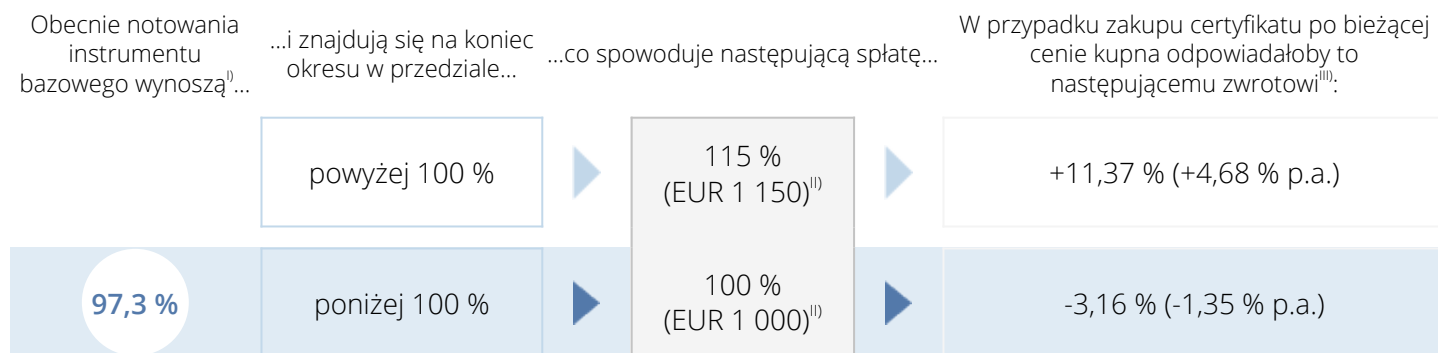 Obecnie notowania
instrumentu
bazowego wynoszą^I)...
...i znajdują się na koniec
okresu w przedziale...
...co spowoduje następującą spłatę...
W przypadku zakupu certyfikatu po bieżącej
cenie kupna odpowiadałoby to
następującemu zwrotowi^III):
powyżej 100 %
115 %
(EUR 1 150)^II)
+11,37 % (+4,68 % p.a.)
97,3 %
poniżej 100 %
100 %
(EUR 1 000)^II)
-3,16 % (-1,35 % p.a.)